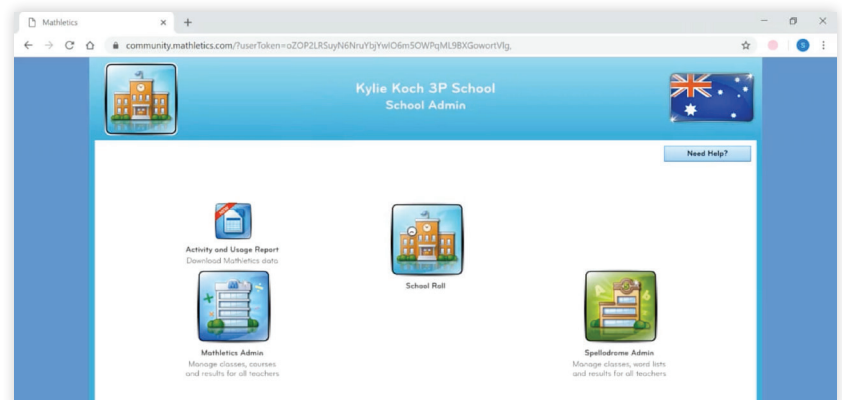 Mathletics
community.mathletics.com/?userToken=oZOP2LRSuyN6NruYbjYwIO6m5OWPqML9BXGowortVlg,
S
Kylie Koch 3P School
School Admin
Need Help?
Activity and Usage Report
Download Mathletics data
School Roll
Mathletics Admin
Manage classes, courses
and results for all teachers
Spellodrome Admin
Manage classes, word lists
and results for all teachers